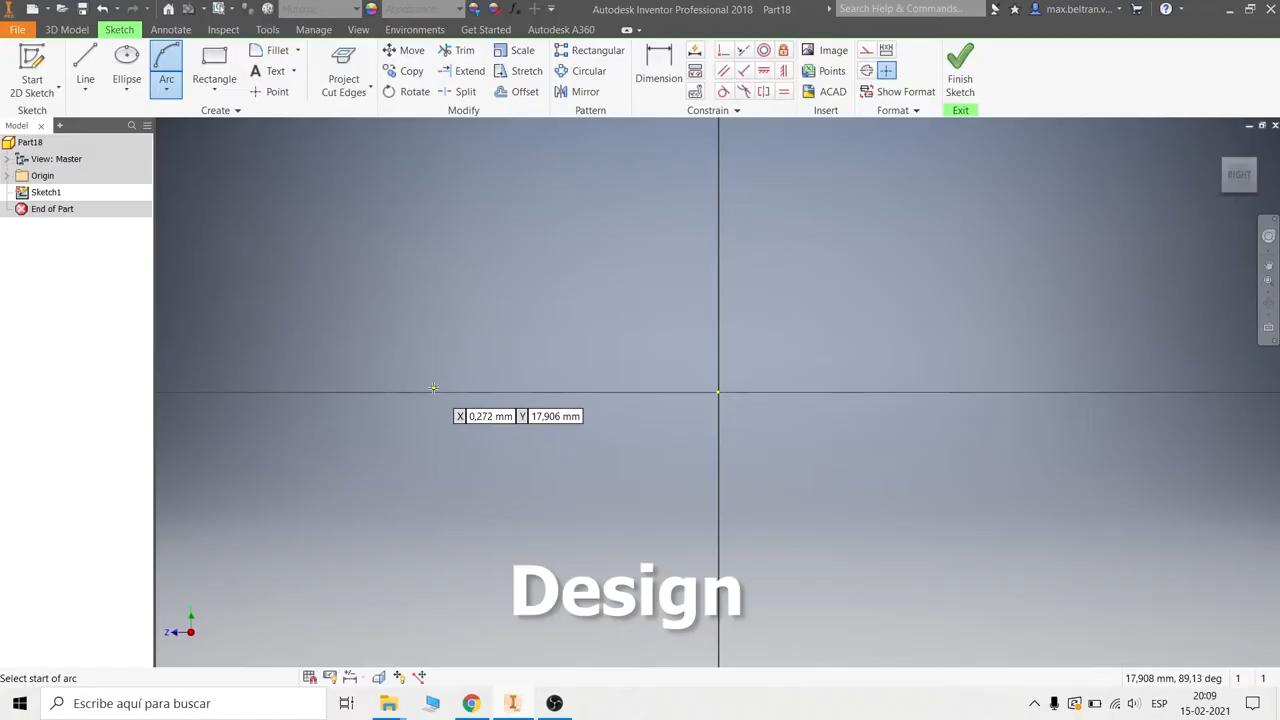 Autodesk Inventor Professional 2018 Part18
Search Help & Commands...
max.beltran.v...
File 3D Model Sketch Annotate Inspect Tools Manage View Environments Get Started Autodesk A360
Start
2D Sketch
Line
Ellipse
Arc
Rectangle
Fillet
Text
Point
Project
Cut Edges
Move
Copy
Rotate
Trim
Extend
Split
Scale
Stretch
Offset
Rectangular
Circular
Mirror
Dimension
Image
Points
ACAD
Show Format
Finish
Sketch
Sketch
Create
Modify
Pattern
Constrain
Insert
Format
Exit
Model
Part18
View: Master
Origin
Sketch1
End of Part
RIGHT
X 0,272 mm Y 17,906 mm
Design
Z
Select start of arc
17,908 mm, 89,13 deg 1 1
Escribe aquí para buscar
ESP
20:09
15-02-2021